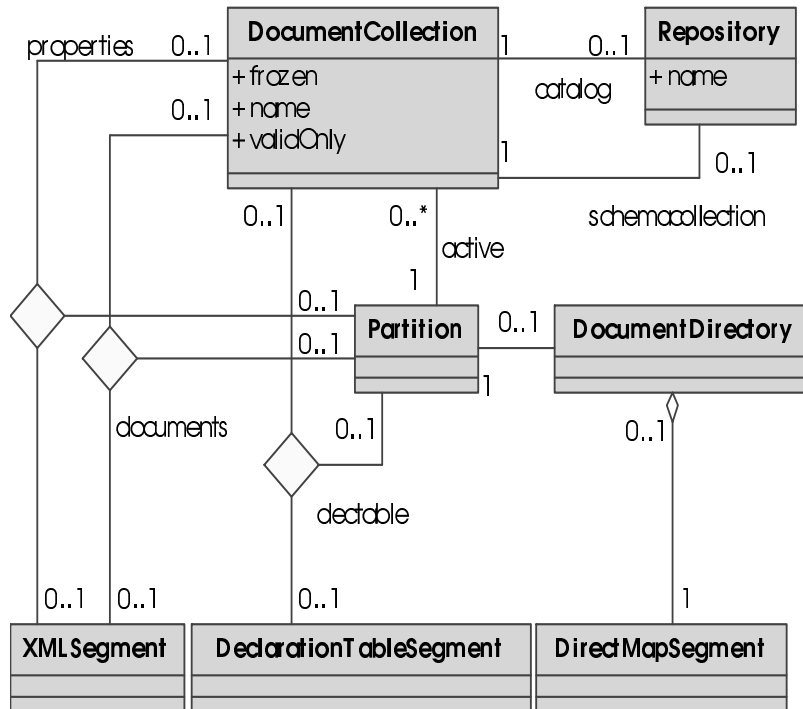 DocumentCollection
Repository
properties
0..1
1
0..1
+ frozen
+ name
+ validOnly
+ name
catalog
0..1
1
0..1
0..1
0..*
schemacollection
active
1
0..1
0..1
Partition
0..1
DocumentDirectory
0..1
1
documents
0..1
0..1
dectable
0..1
0..1
0..1
1
XMLSegment
DeclarationTableSegment
DirectMapSegment